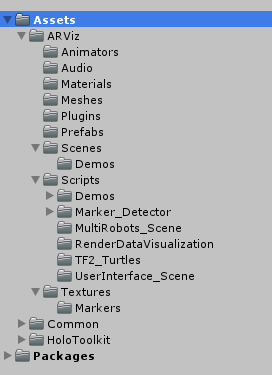 Assets
ARViz
Animators
Audio
Materials
Meshes
Plugins
Prefabs
Scenes
Demos
Scripts
Demos
Marker_Detector
MultiRobots_Scene
RenderDataVisualization
TF2_Turtles
UserInterface_Scene
Textures
Markers
Common
HoloToolkit
Packages